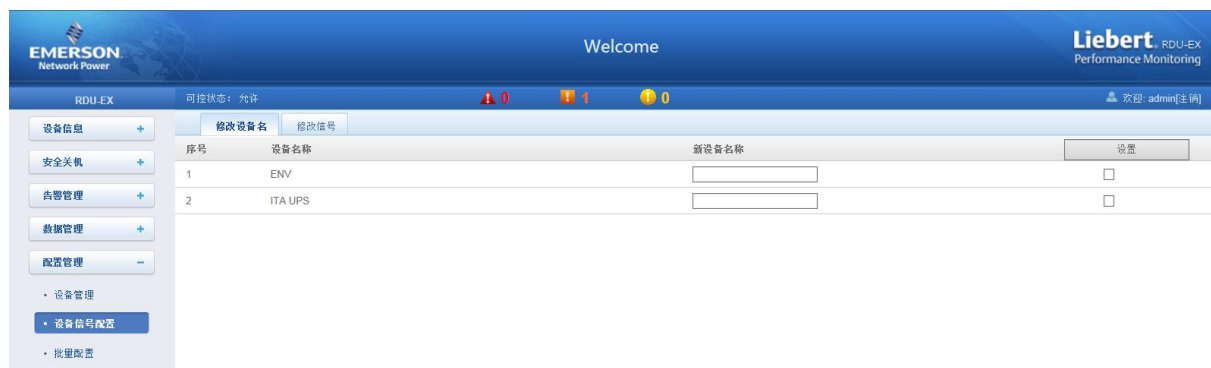 EMERSON
Network Power
Welcome
Liebert. RDU-EX
Performance Monitoring
RDU-EX
可控状态：允许
0
1
0
欢迎: admin[注销]
设备信息 +
安全关机 +
告警管理 +
数据管理 +
配置管理 −
• 设备管理
• 设备信号配置
• 批量配置
修改设备名 修改信号
序号 设备名称 新设备名称 设置
1 ENV
2 ITA UPS